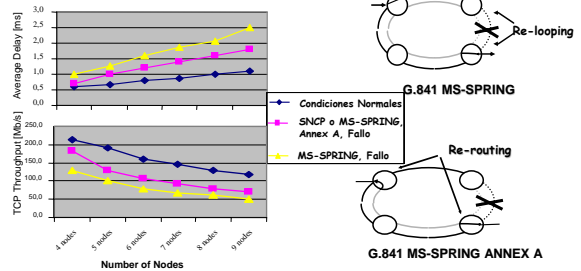 Average Delay [ms]
3,0
2,5
2,0
1,5
1,0
0,5
0,0
TCP Throughput [Mb/s]
250,0
200,0
150,0
100,0
50,0
0,0
4 nodes
5 nodes
6 nodes
7 nodes
8 nodes
9 nodes
Number of Nodes
Condiciones Normales
SNCP o MS-SPRING,
Annex A, Fallo
MS-SPRING, Fallo
Re-looping
G.841 MS-SPRING
Re-routing
G.841 MS-SPRING ANNEX A